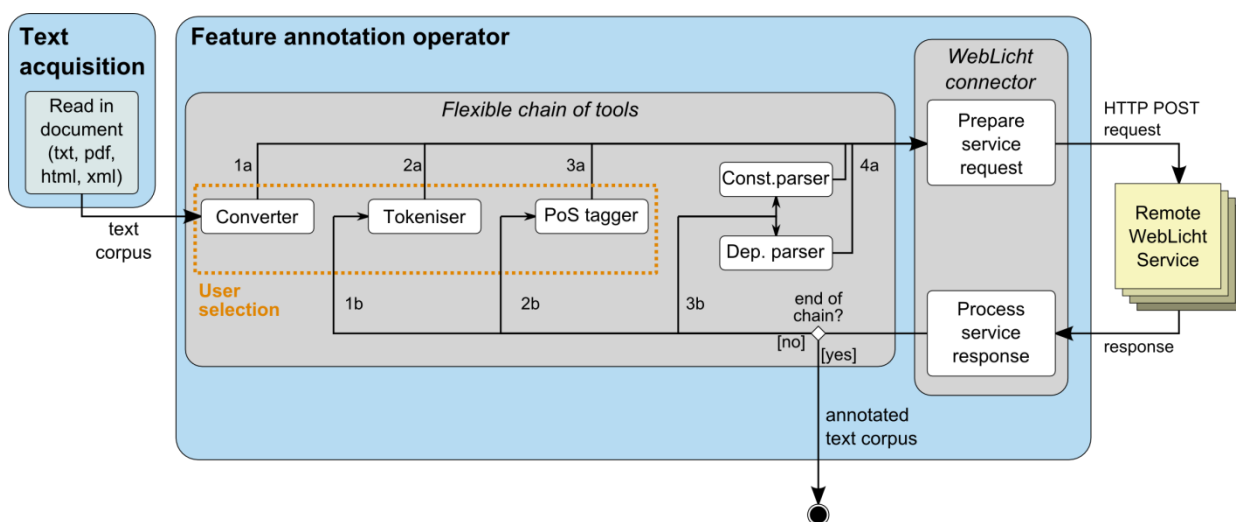 Text
acquisition
Read in
document
(txt, pdf,
html, xml)
text
corpus
Feature annotation operator
Flexible chain of tools
1a
2a
3a
4a
Converter
Tokeniser
PoS tagger
Const.parser
Dep. parser
User
selection
1b
2b
3b
end of
chain?
[no]
[yes]
annotated
text corpus
WebLicht
connector
Prepare
service
request
Process
service
response
HTTP POST
request
Remote
WebLicht
Service
response